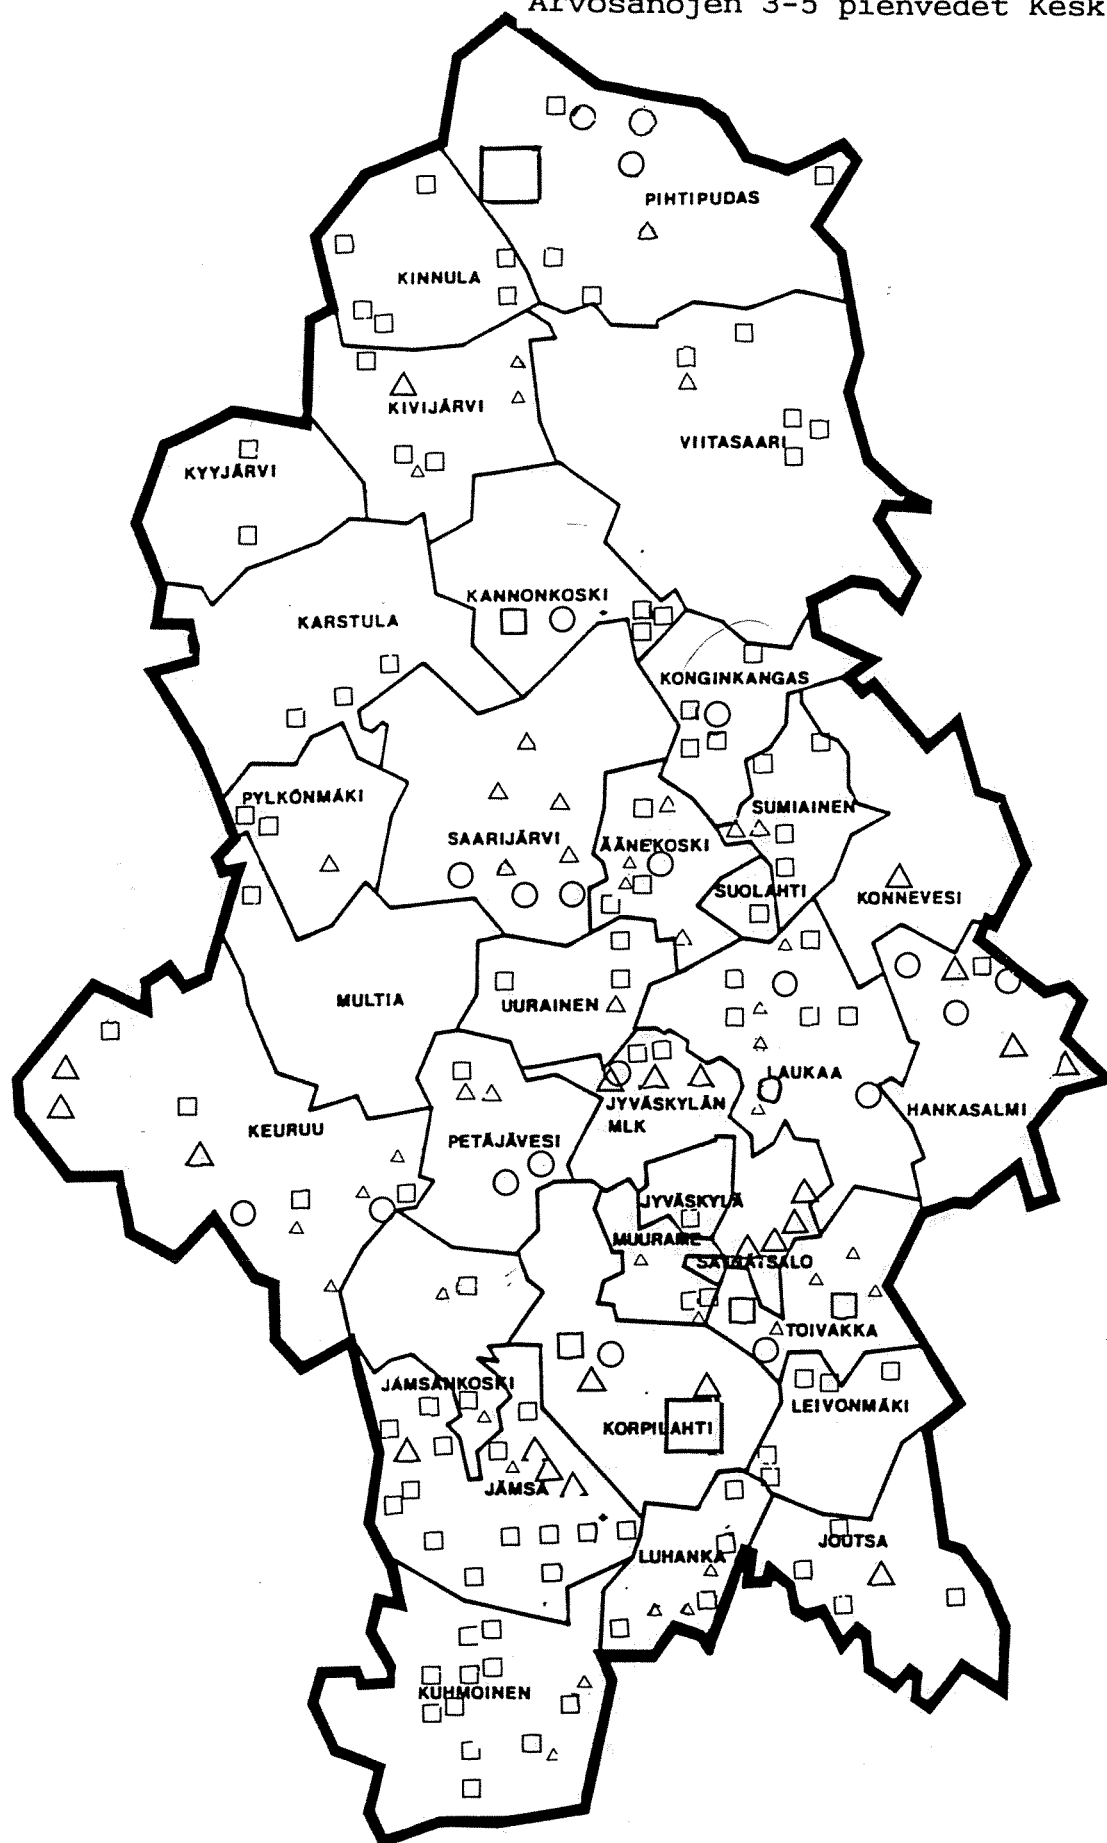 Arvosanojen 3-5 pienvedet Kesk
PIHTIPUDAS
KINNULA
KIVIJÄRVI
VIITASAARI
KYYJÄRVI
KANNONKOSKI
KARSTULA
KONGINKANGAS
PYLKÖNMÄKI
SUMIAINEN
SAARIJÄRVI
ÄÄNEKOSKI
SUOLAHTI
KONNEVESI
MULTIA
UURAINEN
LAUKAA
JYVÄSKYLÄN
MLK
HANKASALMI
KEURUU
PETÄJÄVESI
JYVÄSKYLÄ
MUURAME
SÄYNÄTSALO
TOIVAKKA
JÄMSÄNKOSKI
LEIVONMÄKI
KORPILAHTI
JÄMSÄ
JOUTSA
LUHANKA
KUHMOINEN